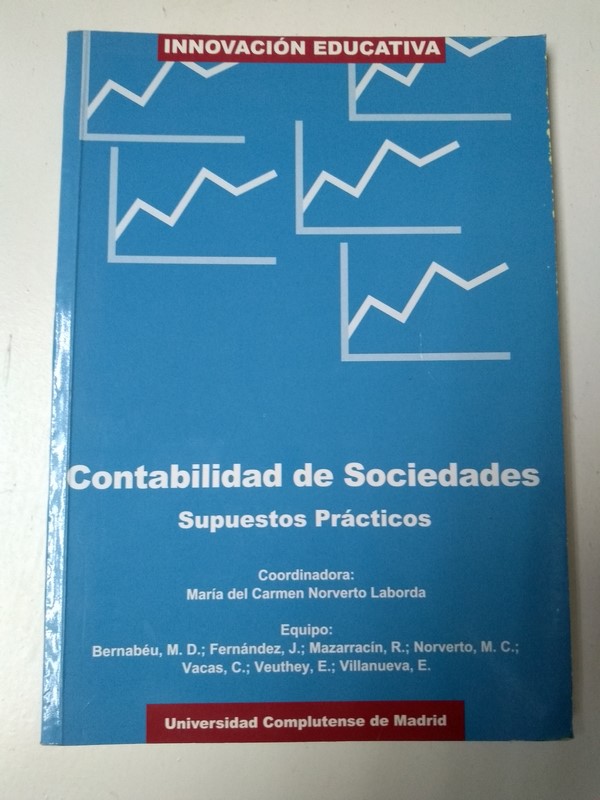 INNOVACIÓN EDUCATIVA
Contabilidad de Sociedades
Supuestos Prácticos
Coordinadora:
María del Carmen Norverto Laborda
Equipo:
Bernabéu, M. D.; Fernández, J.; Mazarracín, R.; Norverto, M. C.;
Vacas, C.; Veuthey, E.; Villanueva, E.
Universidad Complutense de Madrid